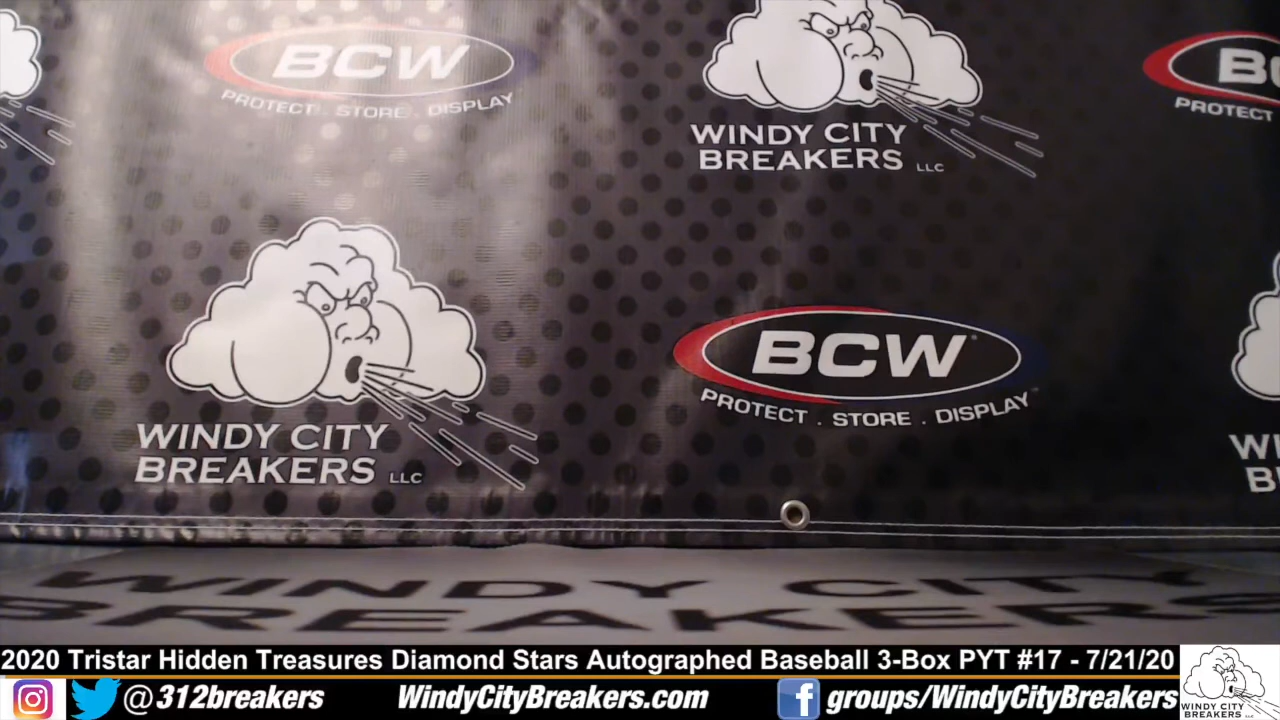 BCW
PROTECT . STORE . DISPLAY
WINDY CITY
BREAKERS LLC
PROTECT
WINDY CITY
BREAKERS LLC
BCW
PROTECT . STORE . DISPLAY
WINDY CITY
BREAKERS
2020 Tristar Hidden Treasures Diamond Stars Autographed Baseball 3-Box PYT #17 - 7/21/20
@312breakers WindyCityBreakers.com groups/WindyCityBreakers
WINDY CITY
BREAKERS LLC